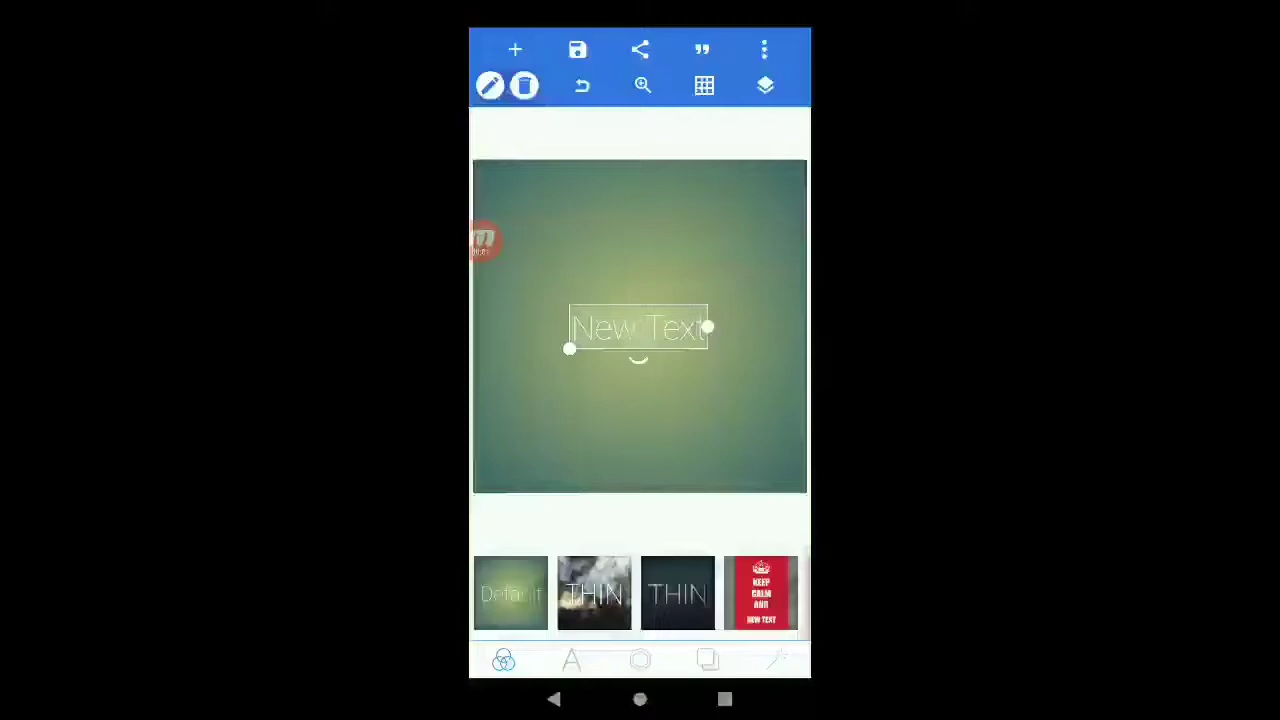 New Text
Default
THIN
THIN
KEEP
CALM
AND
NEW TEXT